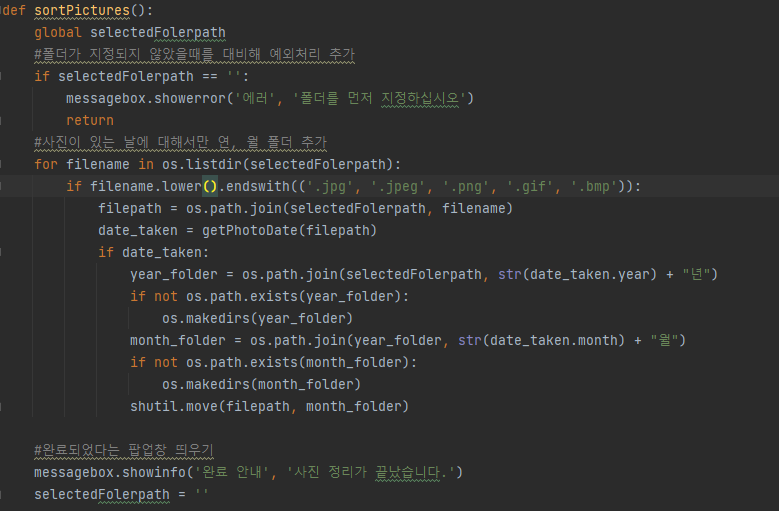 def sortPictures():
    global selectedFolerpath
    #폴더가 지정되지 않았을때를 대비해 예외처리 추가
    if selectedFolerpath == '':
        messagebox.showerror('에러', '폴더를 먼저 지정하십시오')
        return
    #사진이 있는 날에 대해서만 연, 월 폴더 추가
    for filename in os.listdir(selectedFolerpath):
        if filename.lower().endswith(('.jpg', '.jpeg', '.png', '.gif', '.bmp')):
            filepath = os.path.join(selectedFolerpath, filename)
            date_taken = getPhotoDate(filepath)
            if date_taken:
                year_folder = os.path.join(selectedFolerpath, str(date_taken.year) + "년")
                if not os.path.exists(year_folder):
                    os.makedirs(year_folder)
                month_folder = os.path.join(year_folder, str(date_taken.month) + "월")
                if not os.path.exists(month_folder):
                    os.makedirs(month_folder)
                shutil.move(filepath, month_folder)
    #완료되었다는 팝업창 띄우기
    messagebox.showinfo('완료 안내', '사진 정리가 끝났습니다.')
    selectedFolerpath = ''